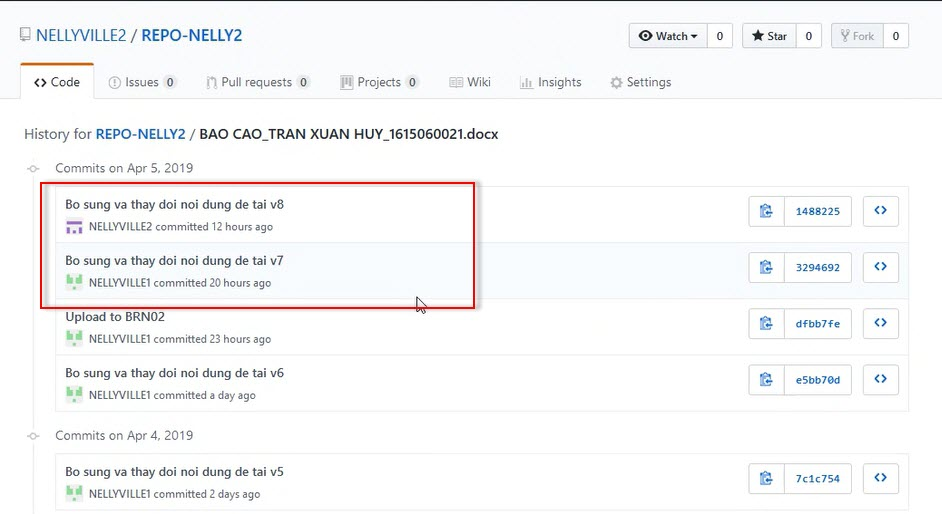 NELLYVILLE2 / REPO-NELLY2
Watch 0 Star 0 Fork 0
Code Issues 0 Pull requests 0 Projects 0 Wiki Insights Settings
History for REPO-NELLY2 / BAO CAO_TRAN XUAN HUY_1615060021.docx
Commits on Apr 5, 2019
Bo sung va thay doi noi dung de tai v8
NELLYVILLE2 committed 12 hours ago
1488225
Bo sung va thay doi noi dung de tai v7
NELLYVILLE1 committed 20 hours ago
3294692
Upload to BRN02
NELLYVILLE1 committed 23 hours ago
dfbb7fe
Bo sung va thay doi noi dung de tai v6
NELLYVILLE1 committed a day ago
e5bb70d
Commits on Apr 4, 2019
Bo sung va thay doi noi dung de tai v5
NELLYVILLE1 committed 2 days ago
7c1c754